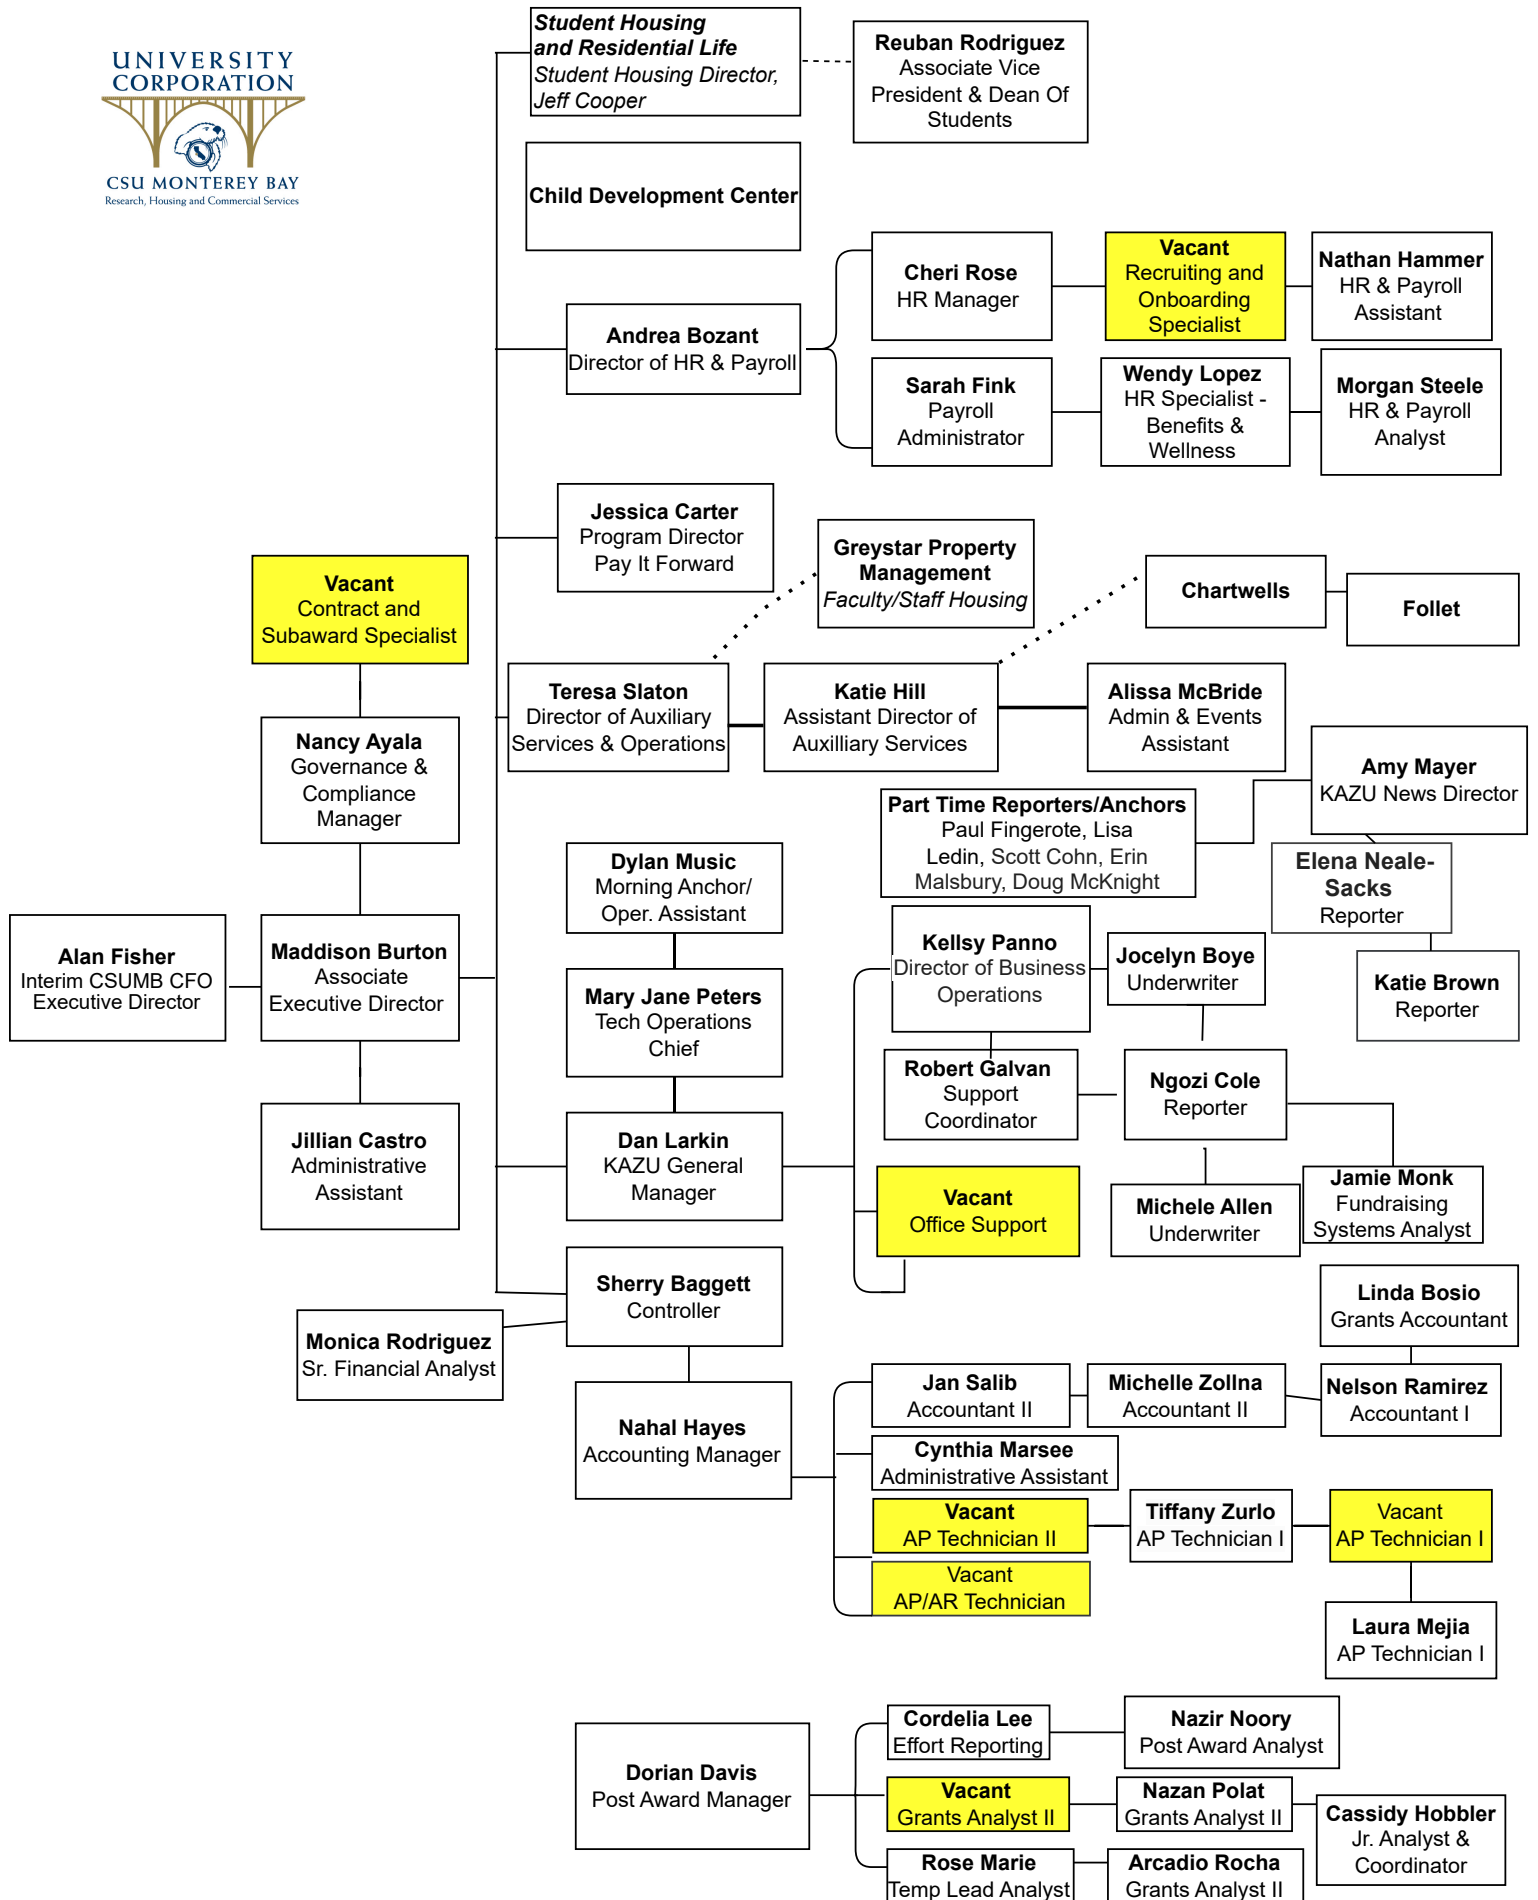 UNIVERSITY
CORPORATION
CSU MONTEREY BAY
Research, Housing and Commercial Services
Student Housing
and Residential Life
Student Housing Director,
Jeff Cooper
Reuban Rodriguez
Associate Vice
President & Dean Of
Students
Child Development Center
Andrea Bozant
Director of HR & Payroll
Cheri Rose
HR Manager
Vacant
Recruiting and
Onboarding
Specialist
Nathan Hammer
HR & Payroll
Assistant
Sarah Fink
Payroll
Administrator
Wendy Lopez
HR Specialist -
Benefits &
Wellness
Morgan Steele
HR & Payroll
Analyst
Jessica Carter
Program Director
Pay It Forward
Greystar Property
Management
Faculty/Staff Housing
Chartwells
Follet
Vacant
Contract and
Subaward Specialist
Teresa Slaton
Director of Auxiliary
Services & Operations
Katie Hill
Assistant Director of
Auxilliary Services
Alissa McBride
Admin & Events
Assistant
Nancy Ayala
Governance &
Compliance
Manager
Amy Mayer
KAZU News Director
Part Time Reporters/Anchors
Paul Fingerote, Lisa
Ledin, Scott Cohn, Erin
Malsbury, Doug McKnight
Elena Neale-
Sacks
Reporter
Katie Brown
Reporter
Dylan Music
Morning Anchor/
Oper. Assistant
Alan Fisher
Interim CSUMB CFO
Executive Director
Maddison Burton
Associate
Executive Director
Mary Jane Peters
Tech Operations
Chief
Kellsy Panno
Director of Business
Operations
Jocelyn Boye
Underwriter
Robert Galvan
Support
Coordinator
Ngozi Cole
Reporter
Jillian Castro
Administrative
Assistant
Dan Larkin
KAZU General
Manager
Vacant
Office Support
Michele Allen
Underwriter
Jamie Monk
Fundraising
Systems Analyst
Sherry Baggett
Controller
Monica Rodriguez
Sr. Financial Analyst
Linda Bosio
Grants Accountant
Nahal Hayes
Accounting Manager
Jan Salib
Accountant II
Michelle Zollna
Accountant II
Nelson Ramirez
Accountant I
Cynthia Marsee
Administrative Assistant
Vacant
AP Technician II
Tiffany Zurlo
AP Technician I
Vacant
AP Technician I
Vacant
AP/AR Technician
Laura Mejia
AP Technician I
Dorian Davis
Post Award Manager
Cordelia Lee
Effort Reporting
Nazir Noory
Post Award Analyst
Vacant
Grants Analyst II
Nazan Polat
Grants Analyst II
Cassidy Hobbler
Jr. Analyst &
Coordinator
Rose Marie
Temp Lead Analyst
Arcadio Rocha
Grants Analyst II